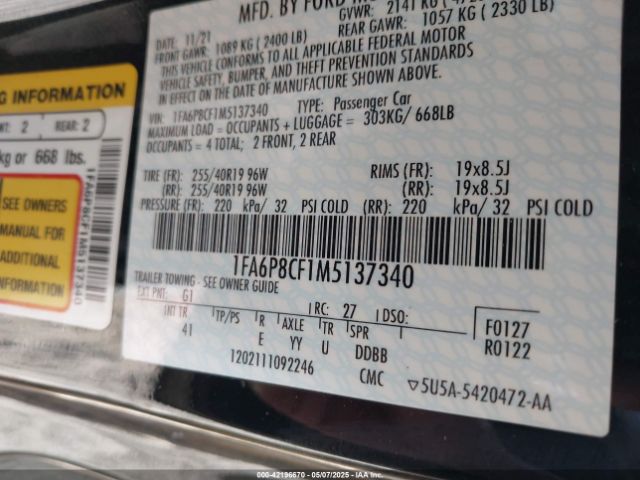 MFD. BY FORD MO
GVWR: 2141 KG
11/21
FRONT GAWR: 1089 KG ( 2400 LB)
REAR GAWR: 1057 KG ( 2330 LB)
THIS VEHICLE CONFORMS TO ALL APPLICABLE FEDERAL MOTOR
VEHICLE SAFETY, BUMPER, AND THEFT PREVENTION STANDARDS
IN EFFECT ON THE DATE OF MANUFACTURE SHOWN ABOVE.
VIN: 1FA6P8CF1M5137340 TYPE: Passenger Car
MAXIMUM LOAD = OCCUPANTS + LUGGAGE = 303KG/ 668LB
OCCUPANTS = 4 TOTAL; 2 FRONT, 2 REAR
TIRE (FR): 255/40R19 96W RIMS (FR): 19x8.5J
(RR): 255/40R19 96W (RR): 19x8.5J
PRESSURE (FR): 220 kPa/ 32 PSI COLD (RR): 220 kPa/ 32 PSI COLD
1FA6P8CF1M5137340
TRAILER TOWING - SEE OWNER GUIDE
EXT PNT: G1 RC: 27 DSO:
INT TR TP/PS R AXLE TR SPR
41 E YY U DDBB
F0127
R0122
1202111092246 CMC ▽5U5A-5420472-AA
G INFORMATION
NT: 2 REAR: 2
kg or 668 lbs.
SEE OWNERS
MANUAL FOR
ADDITIONAL
INFORMATION
1FA6P8CF1M5137340
000-42196670 - 05/07/2025 - IAAI, Inc.